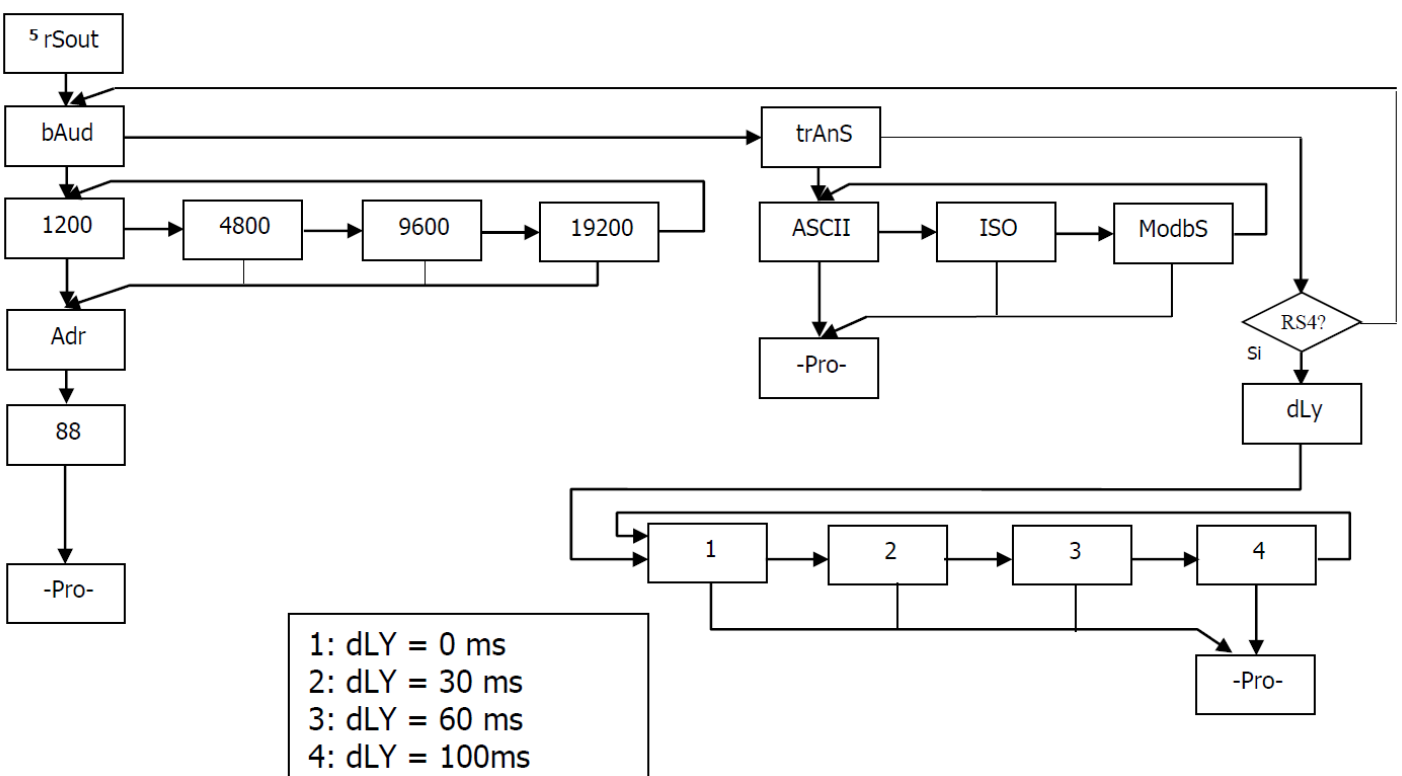 5 rSout
bAud
trAnS
1200
4800
9600
19200
ASCII
ISO
ModbS
Adr
RS4?
Si
-Pro-
dLy
88
1
2
3
4
-Pro-
-Pro-
1: dLY = 0 ms
2: dLY = 30 ms
3: dLY = 60 ms
4: dLY = 100ms